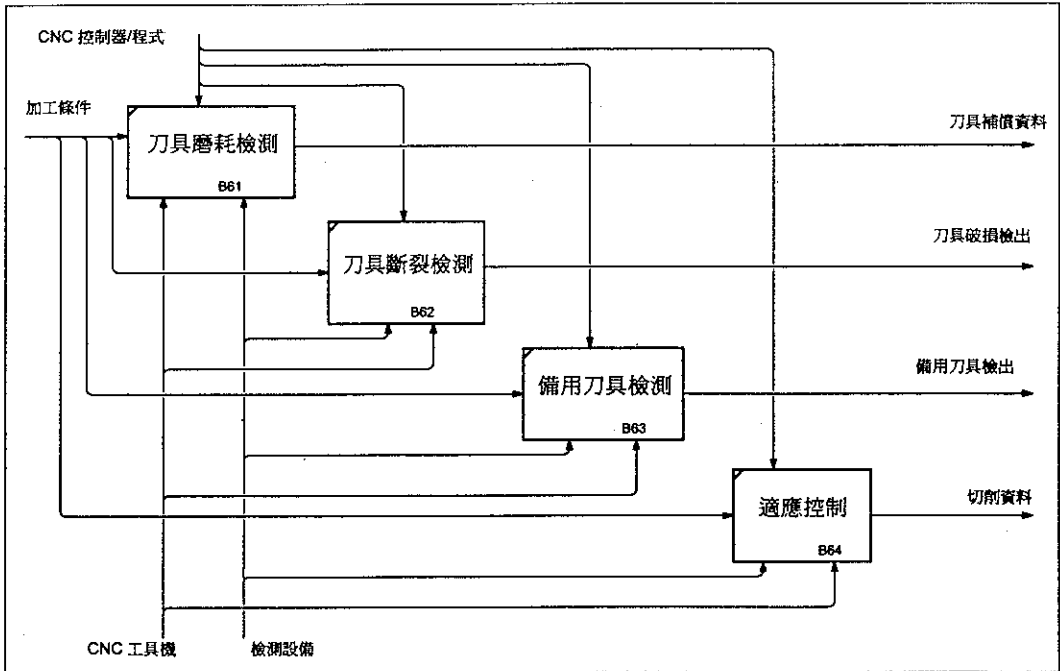 CNC 控制器/程式
加工條件
刀具磨耗檢測
B61
刀具補償資料
刀具斷裂檢測
B62
刀具破損檢出
備用刀具檢測
B63
備用刀具檢出
適應控制
B64
切削資料
CNC 工具機
檢測設備